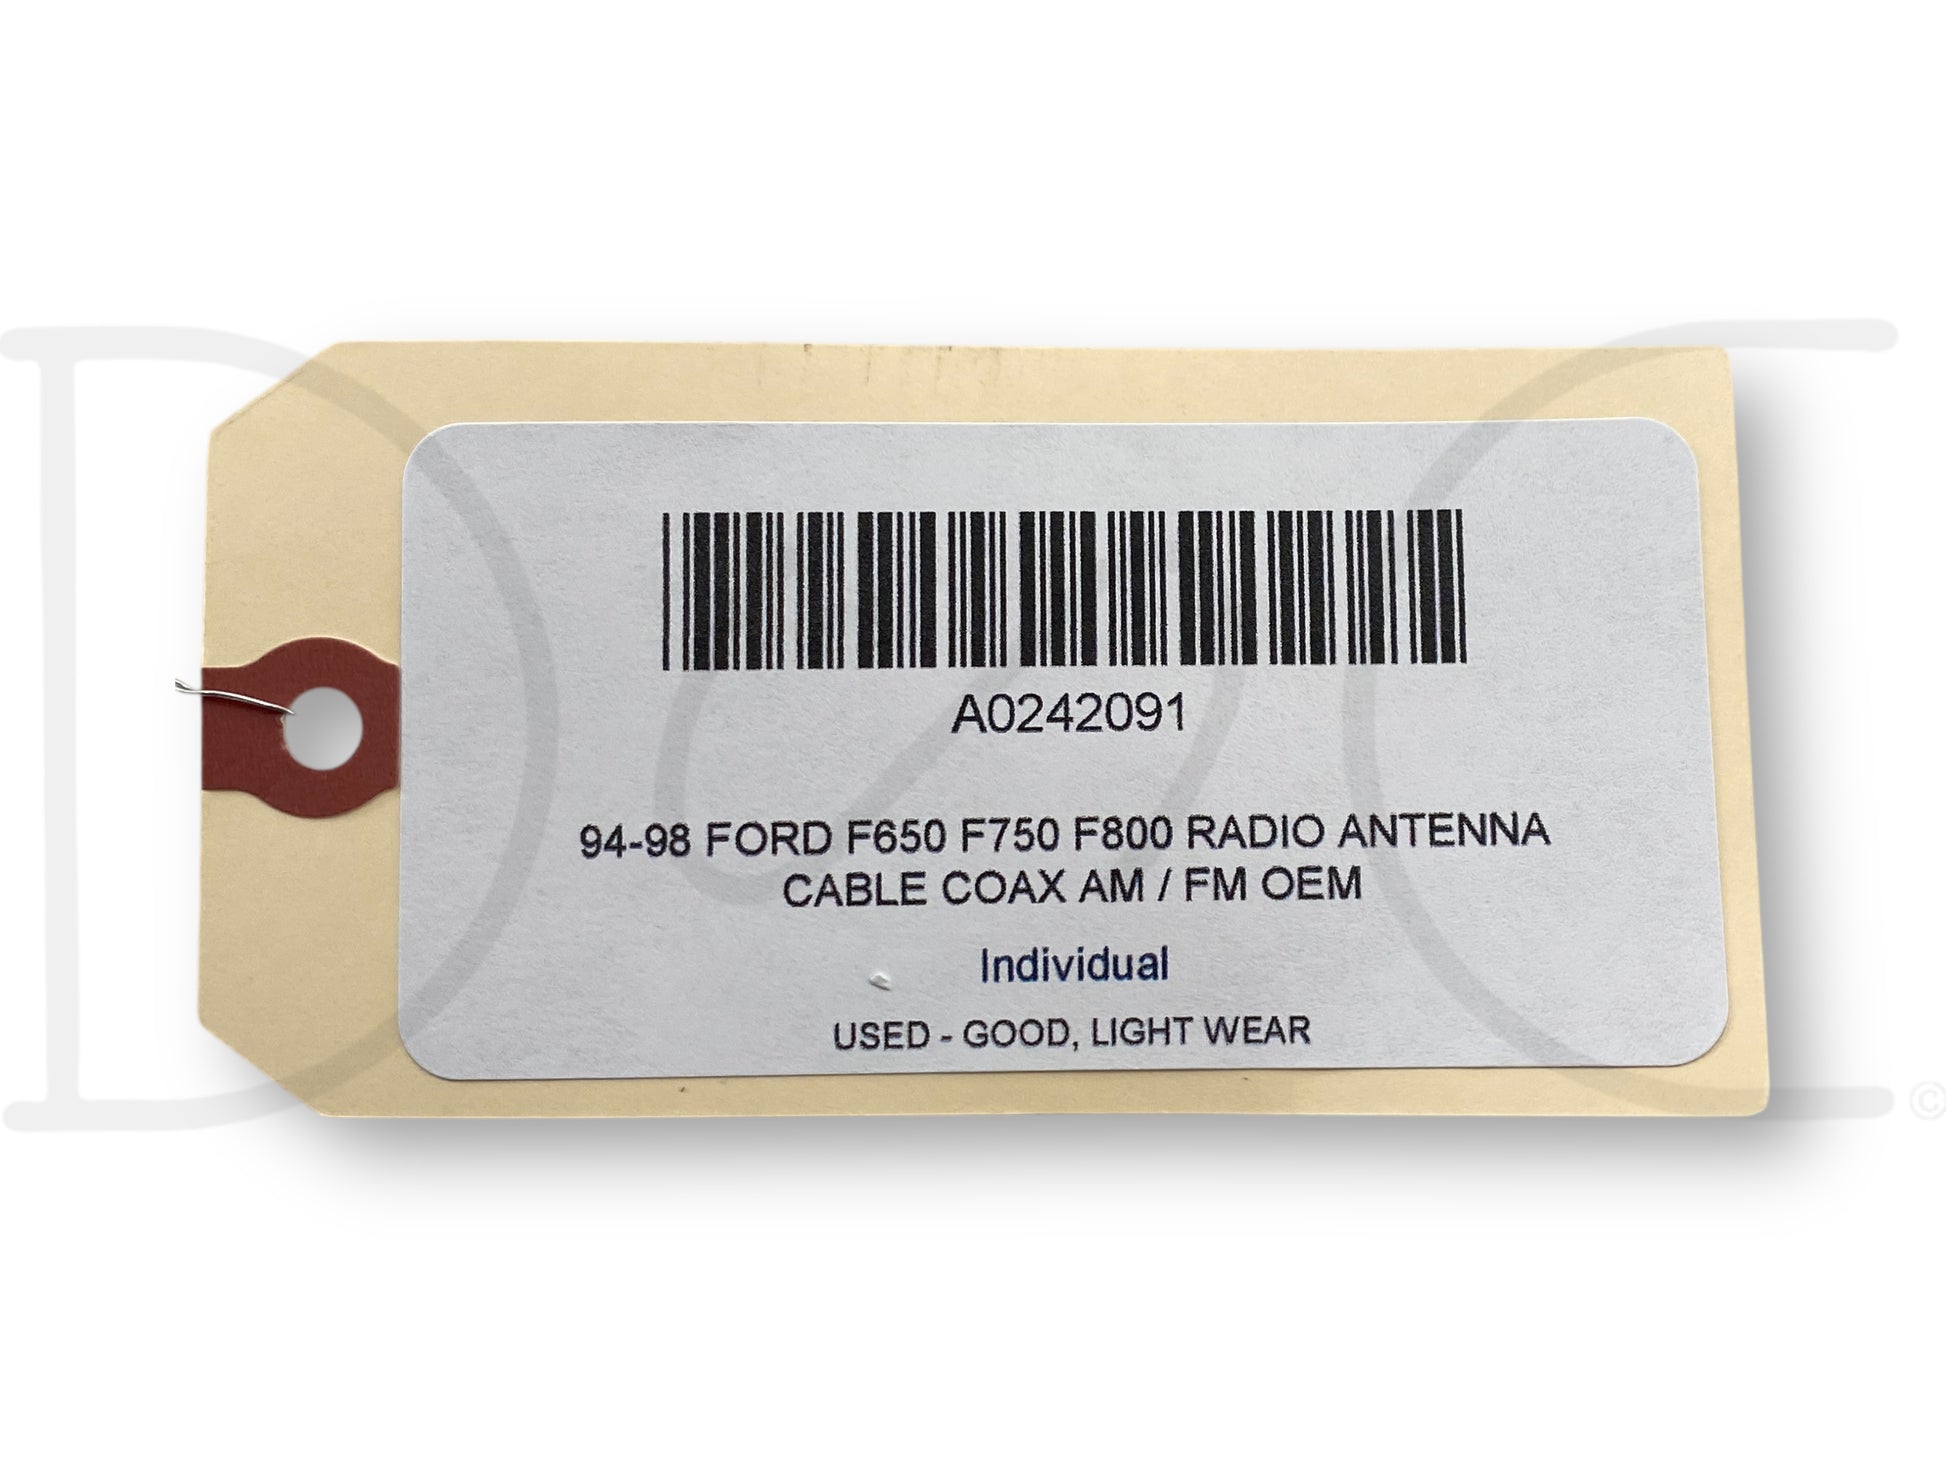 A0242091
94-98 FORD F650 F750 F800 RADIO ANTENNA
CABLE COAX AM / FM OEM
Individual
USED - GOOD, LIGHT WEAR
D C ©